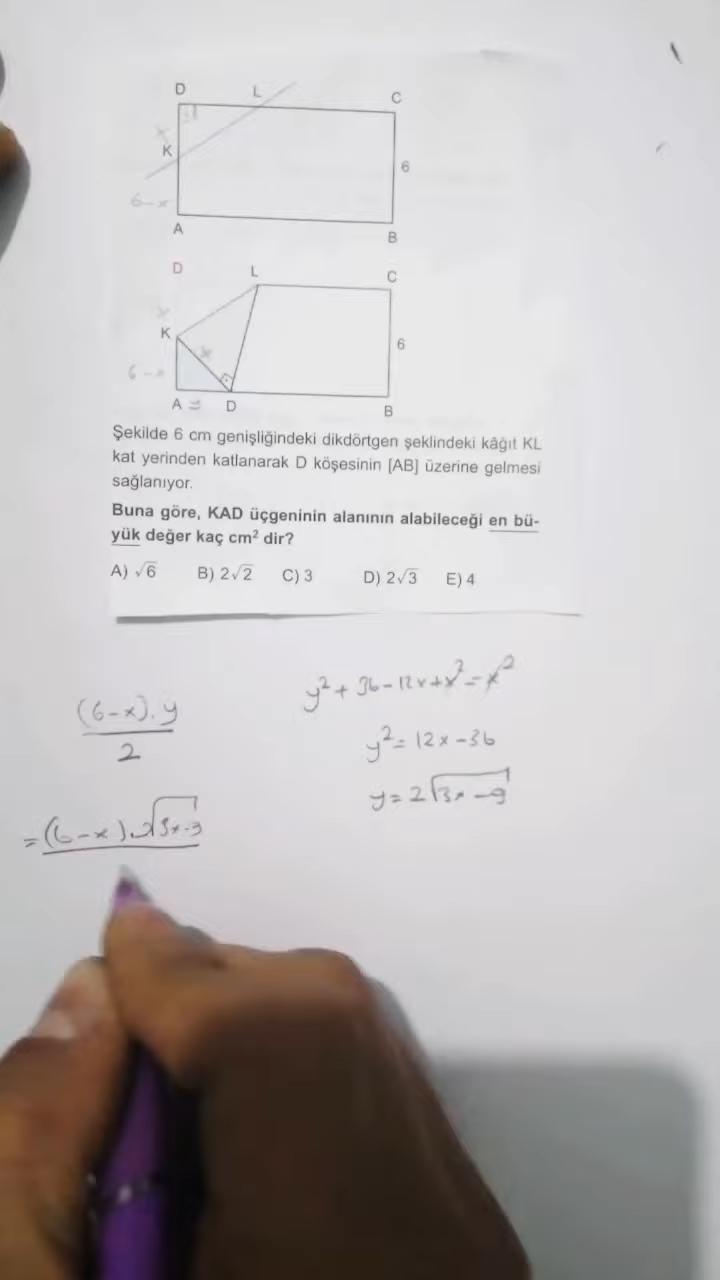 D L C
x
K
6
6-x
A B
D L C
x
K x
6
6-x
A y D B
Şekilde 6 cm genişliğindeki dikdörtgen şeklindeki kâğıt KL
kat yerinden katlanarak D köşesinin [AB] üzerine gelmesi
sağlanıyor.
Buna göre, KAD üçgeninin alanının alabileceği en bü-
yük değer kaç cm² dir?
A) √6 B) 2√2 C) 3 D) 2√3 E) 4
y²+36-12x+x²=x²
(6-x).y
2
y²=12x-36
y=2√3x-9
=(6-x).2√3x-3